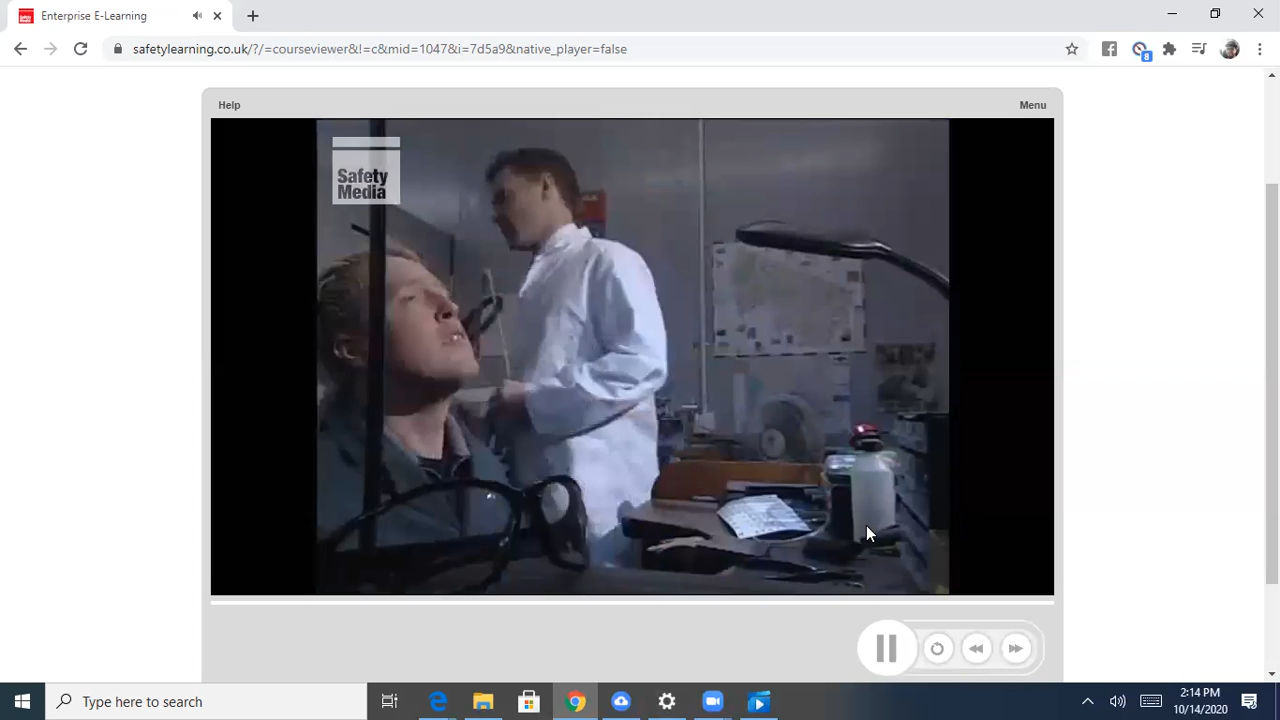 Enterprise E-Learning
safetylearning.co.uk/?/=courseviewer&!=c&mid=1047&i=7d5a9&native_player=false
8
Help
Menu
Safety
Media
Type here to search
2:14 PM
10/14/2020